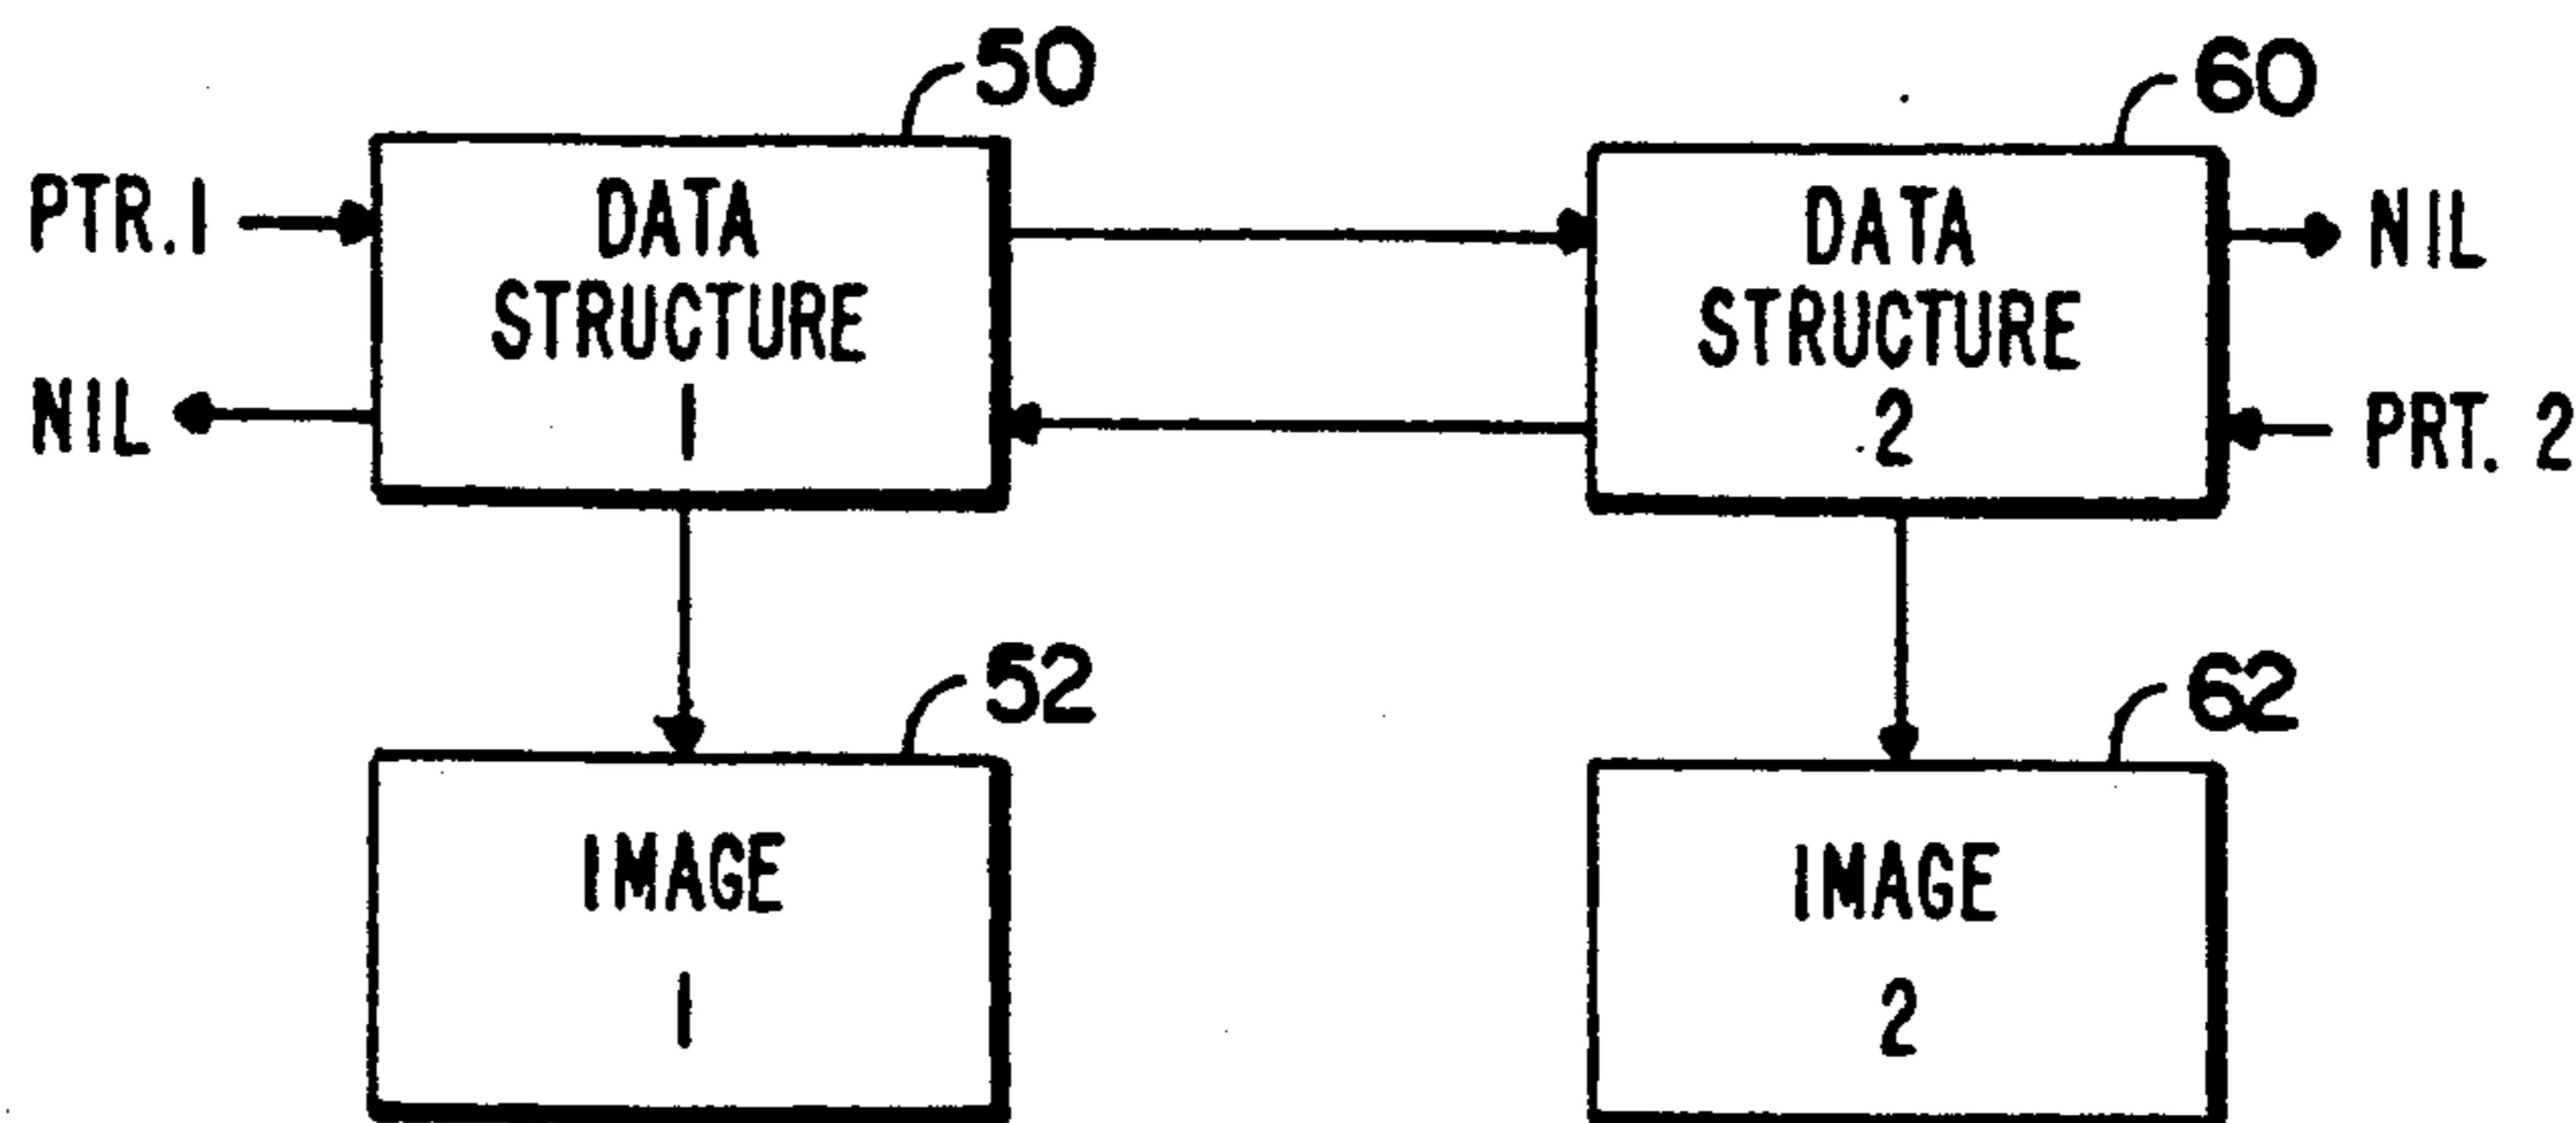 50
60
PTR.1
DATA
STRUCTURE
1
NIL
DATA
STRUCTURE
2
NIL
PRT. 2
52
62
IMAGE
1
IMAGE
2